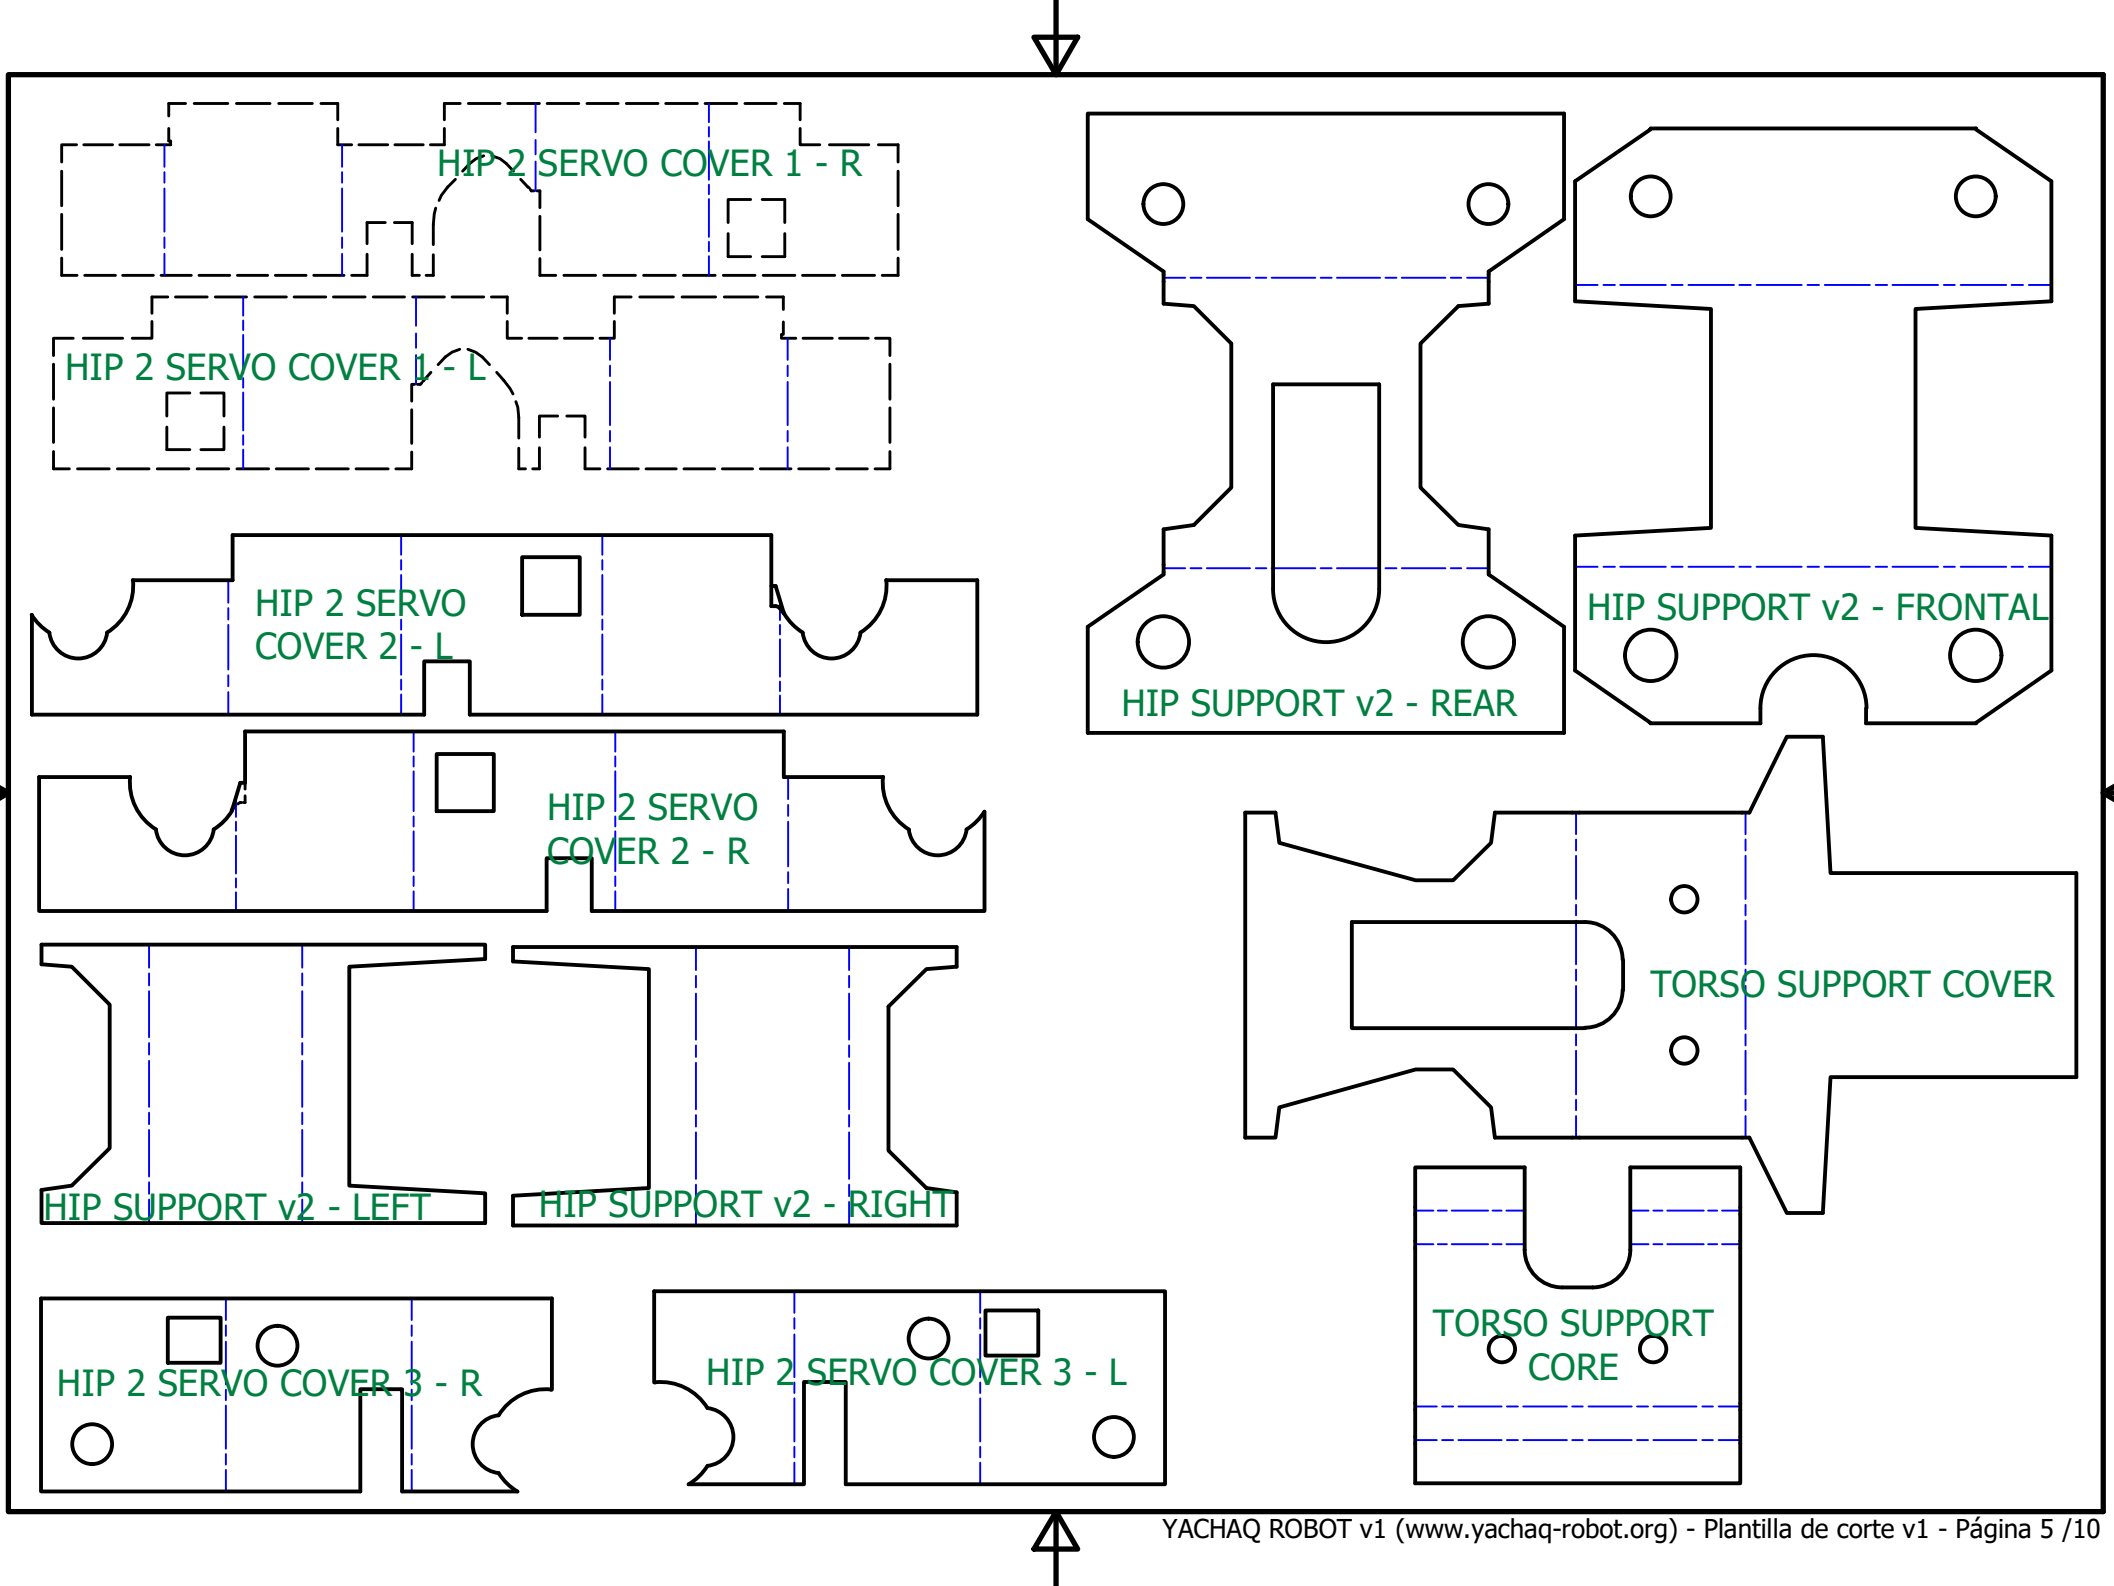 HIP 2 SERVO COVER 1 - R
HIP 2 SERVO COVER 1 - L
HIP 2 SERVO
COVER 2 - L
HIP 2 SERVO
COVER 2 - R
HIP SUPPORT v2 - LEFT
HIP SUPPORT v2 - RIGHT
HIP 2 SERVO COVER 3 - R
HIP 2 SERVO COVER 3 - L
HIP SUPPORT v2 - REAR
HIP SUPPORT v2 - FRONTAL
TORSO SUPPORT COVER
TORSO SUPPORT
CORE
YACHAQ ROBOT v1 (www.yachaq-robot.org) - Plantilla de corte v1 - Página 5 /10